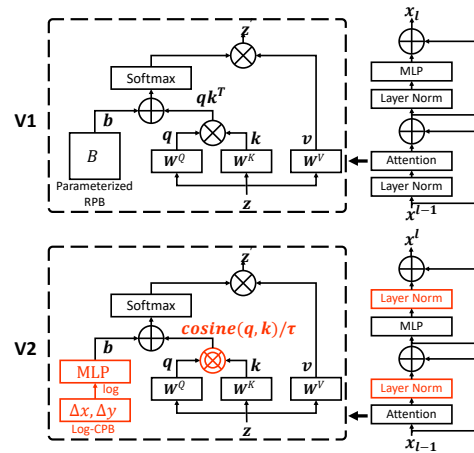 z
x_l
Softmax
MLP
qk^T
Layer Norm
V1
b
q
k
v
B
W^Q
W^K
W^V
Attention
Parameterized
RPB
Layer Norm
z
x^{l-1}
z
x^l
Softmax
Layer Norm
cosine(q, k)/τ
MLP
V2
b
q
k
v
MLP
log
Layer Norm
Δx, Δy
W^Q
W^K
W^V
Attention
Log-CPB
z
x_{l-1}